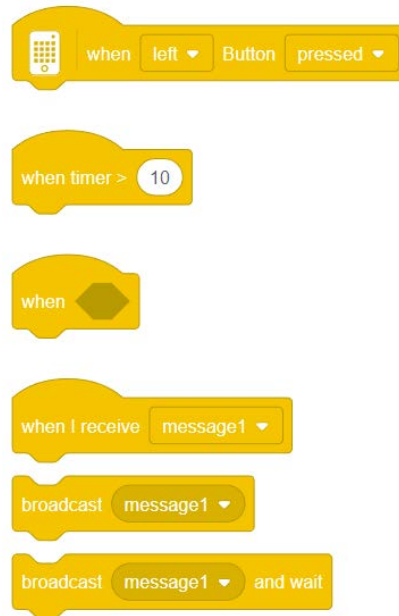 when left Button pressed
when timer > 10
when
when I receive message1
broadcast message1
broadcast message1 and wait